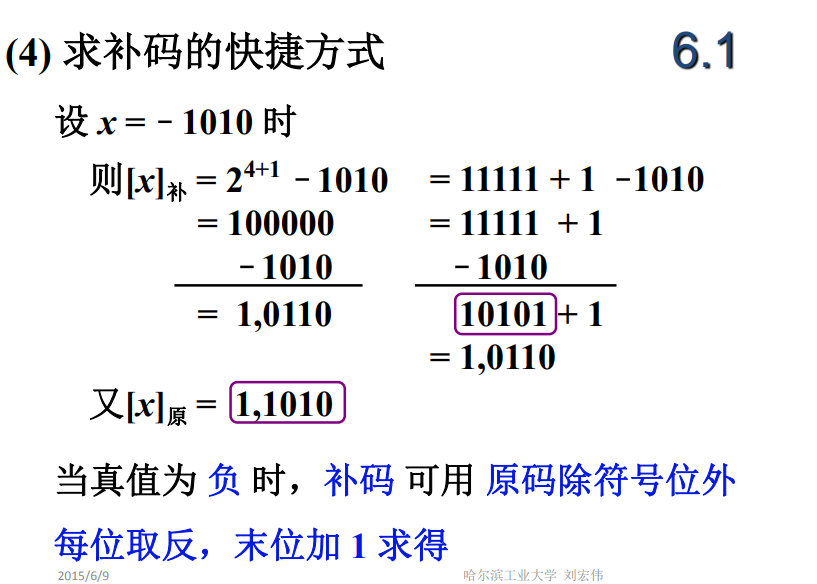 (4) 求补码的快捷方式 6.1
设 x = – 1010 时
则[x]补 = 2^{4+1} – 1010 = 11111 + 1 –1010
= 100000 = 11111 + 1
– 1010 – 1010
= 1,0110 10101 + 1
= 1,0110
又[x]原 = 1,1010
当真值为 负 时，补码 可用 原码除符号位外
每位取反，末位加 1 求得
2015/6/9 哈尔滨工业大学 刘宏伟